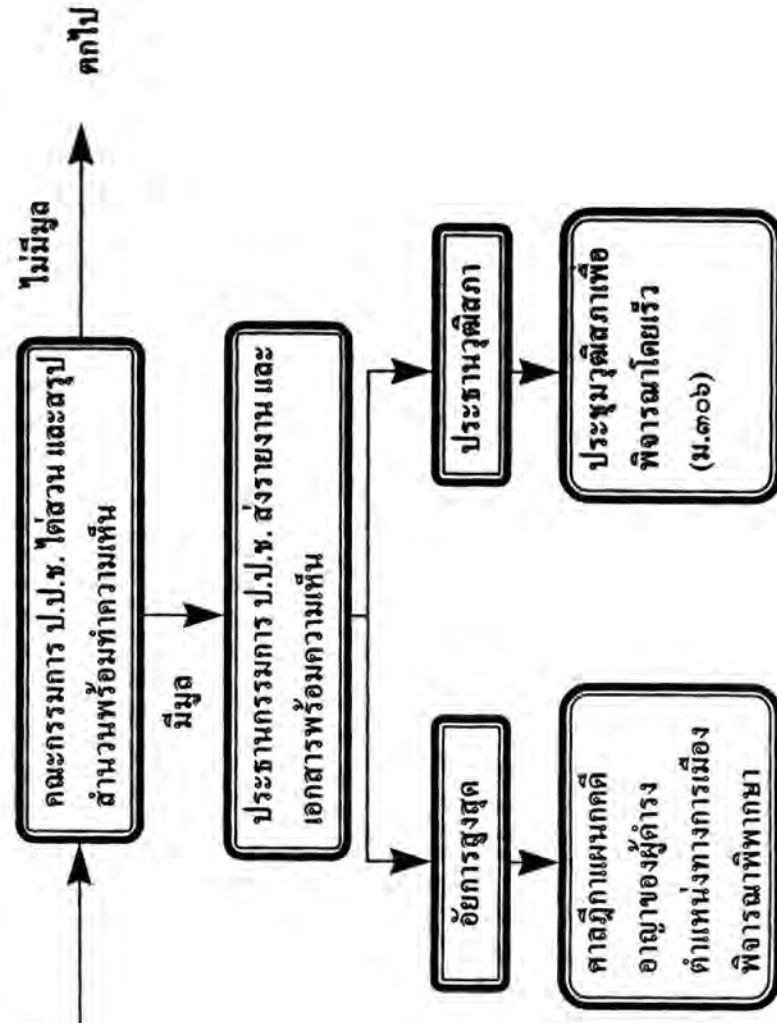 คณะกรรมการ ป.ป.ช. ไต่สวน และสรุป
สำนวนพร้อมทำความเห็น
ไม่มีมูล
ตกไป
มีมูล
ประธานกรรมการ ป.ป.ช. ส่งรายงาน และ
เอกสารพร้อมความเห็น
อัยการสูงสุด
ประธานวุฒิสภา
ศาลฎีกาแผนกคดี
อาญาของผู้ดำรง
ตำแหน่งทางการเมือง
พิจารณาพิพากษา
ประชุมวุฒิสภาเพื่อ
พิจารณาโดยเร็ว
(ม.๓๐๖)